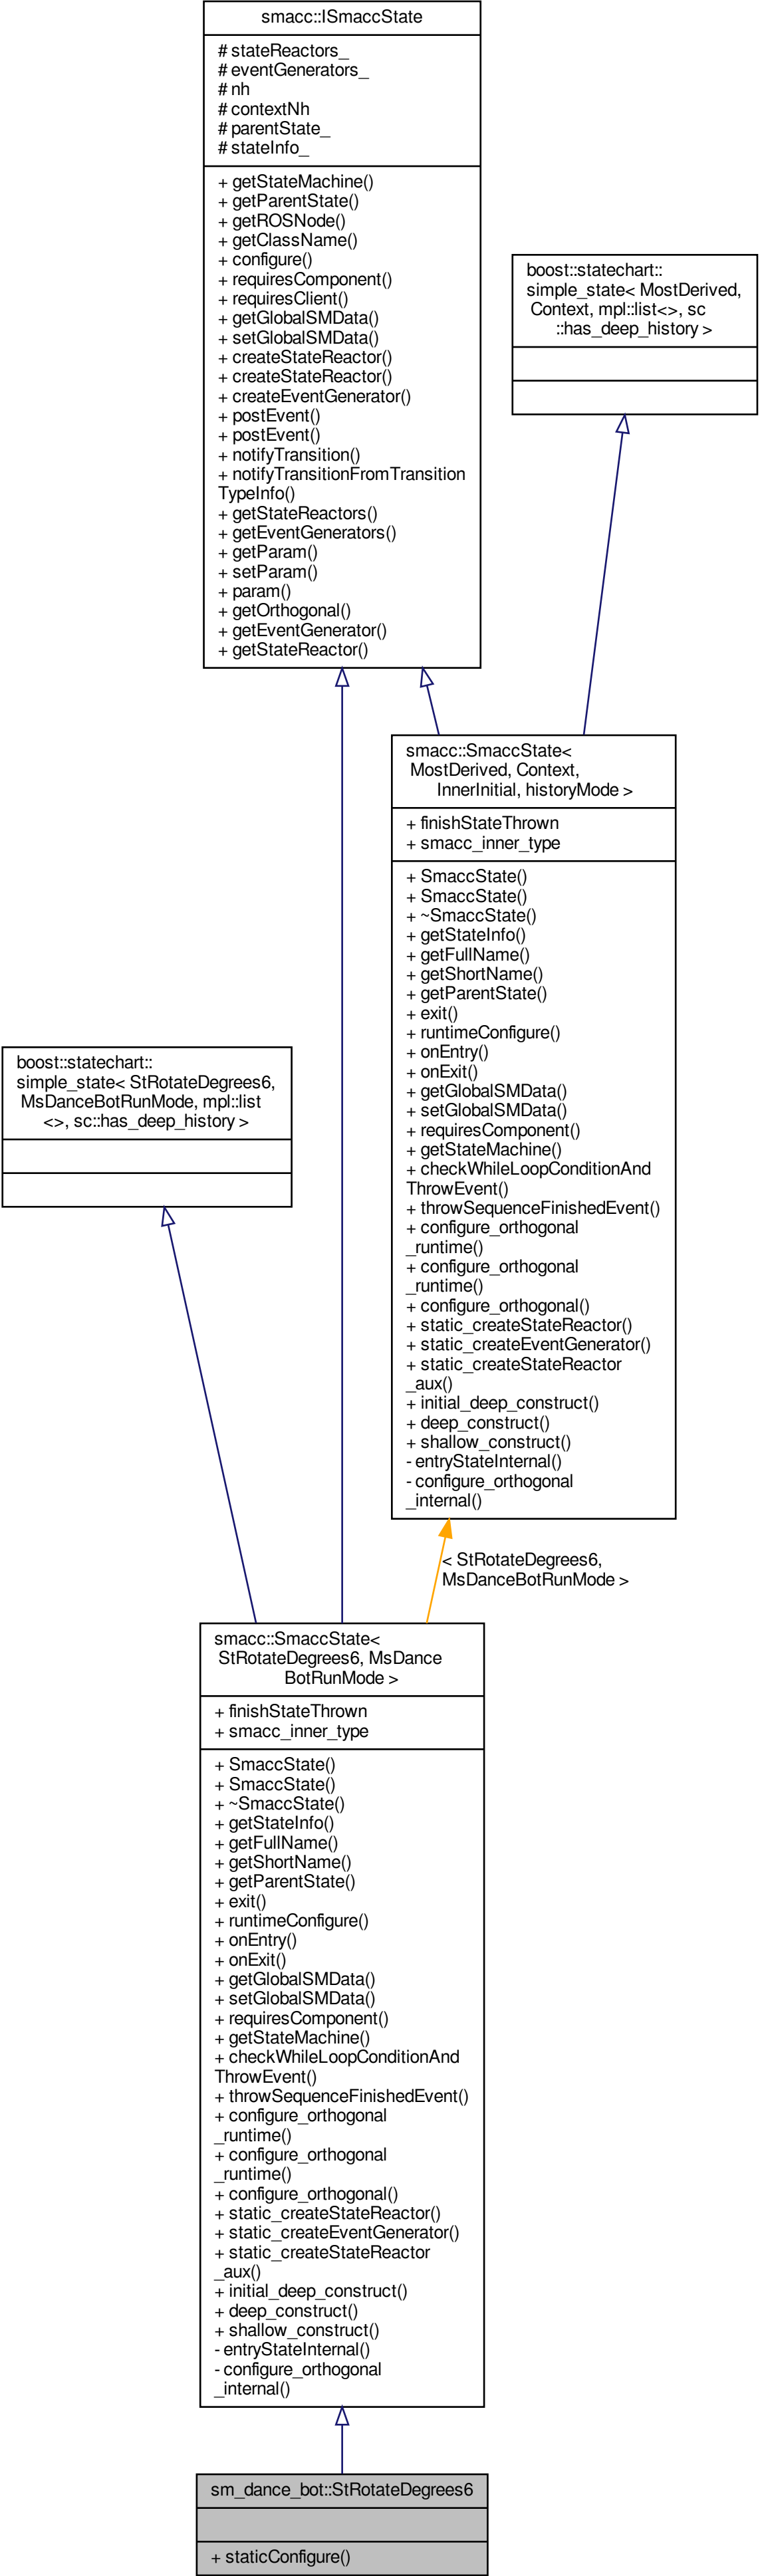 smacc::ISmaccState
# stateReactors_
# eventGenerators_
# nh
# contextNh
# parentState_
# stateInfo_
+ getStateMachine()
+ getParentState()
+ getROSNode()
+ getClassName()
+ configure()
+ requiresComponent()
+ requiresClient()
+ getGlobalSMData()
+ setGlobalSMData()
+ createStateReactor()
+ createStateReactor()
+ createEventGenerator()
+ postEvent()
+ postEvent()
+ notifyTransition()
+ notifyTransitionFromTransition
TypeInfo()
+ getStateReactors()
+ getEventGenerators()
+ getParam()
+ setParam()
+ param()
+ getOrthogonal()
+ getEventGenerator()
+ getStateReactor()
boost::statechart::
simple_state< MostDerived,
Context, mpl::list<>, sc
::has_deep_history >
smacc::SmaccState<
MostDerived, Context,
InnerInitial, historyMode >
+ finishStateThrown
+ smacc_inner_type
+ SmaccState()
+ SmaccState()
+ ~SmaccState()
+ getStateInfo()
+ getFullName()
+ getShortName()
+ getParentState()
+ exit()
+ runtimeConfigure()
+ onEntry()
+ onExit()
+ getGlobalSMData()
+ setGlobalSMData()
+ requiresComponent()
+ getStateMachine()
+ checkWhileLoopConditionAnd
ThrowEvent()
+ throwSequenceFinishedEvent()
+ configure_orthogonal
_runtime()
+ configure_orthogonal
_runtime()
+ configure_orthogonal()
+ static_createStateReactor()
+ static_createEventGenerator()
+ static_createStateReactor
_aux()
+ initial_deep_construct()
+ deep_construct()
+ shallow_construct()
- entryStateInternal()
- configure_orthogonal
_internal()
boost::statechart::
simple_state< StRotateDegrees6,
MsDanceBotRunMode, mpl::list
<>, sc::has_deep_history >
< StRotateDegrees6,
MsDanceBotRunMode >
smacc::SmaccState<
StRotateDegrees6, MsDance
BotRunMode >
+ finishStateThrown
+ smacc_inner_type
+ SmaccState()
+ SmaccState()
+ ~SmaccState()
+ getStateInfo()
+ getFullName()
+ getShortName()
+ getParentState()
+ exit()
+ runtimeConfigure()
+ onEntry()
+ onExit()
+ getGlobalSMData()
+ setGlobalSMData()
+ requiresComponent()
+ getStateMachine()
+ checkWhileLoopConditionAnd
ThrowEvent()
+ throwSequenceFinishedEvent()
+ configure_orthogonal
_runtime()
+ configure_orthogonal
_runtime()
+ configure_orthogonal()
+ static_createStateReactor()
+ static_createEventGenerator()
+ static_createStateReactor
_aux()
+ initial_deep_construct()
+ deep_construct()
+ shallow_construct()
- entryStateInternal()
- configure_orthogonal
_internal()
sm_dance_bot::StRotateDegrees6
+ staticConfigure()